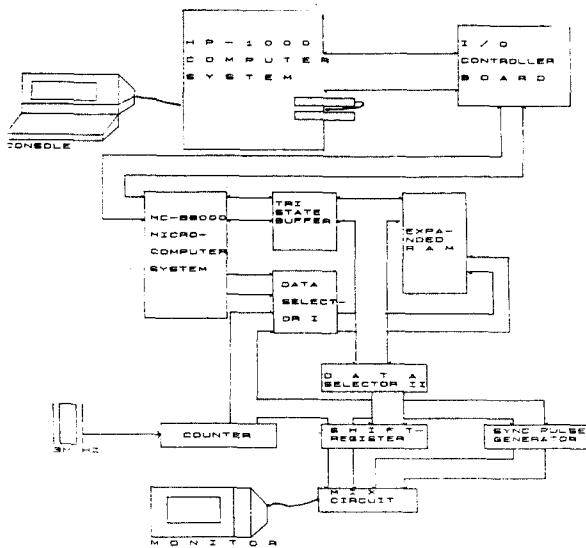 HP-1000
COMPUTER
SYSTEM
I/O
CONTROLLER
BOARD
CONSOLE
MC-68000
MICRO-
COMPUTER
SYSTEM
TRI
STATE
BUFFER
EXPA-
NDED
RAM
DATA
SELECT-
OR I
DATA
SELECTOR II
COUNTER
SHIFT-
REGISTER
SYNC PULSE
GENERATOR
MIX
CIRCUIT
MONITOR